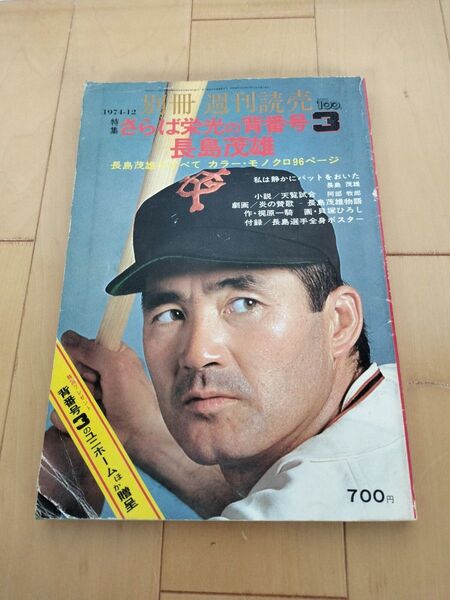 別冊 週刊読売
1974-12
特集
さらば栄光の背番号3
長島茂雄
長島茂雄のすべて カラー・モノクロ96ページ
私は静かにバットをおいた
長島 茂雄
小説/天覧試合 阿部 牧郎
劇画/炎の賛歌 - 長島茂雄物語
作・梶原一騎 画・貝塚ひろし
付録/長島選手全身ポスター
背番号3のユニホームほか贈呈
700円